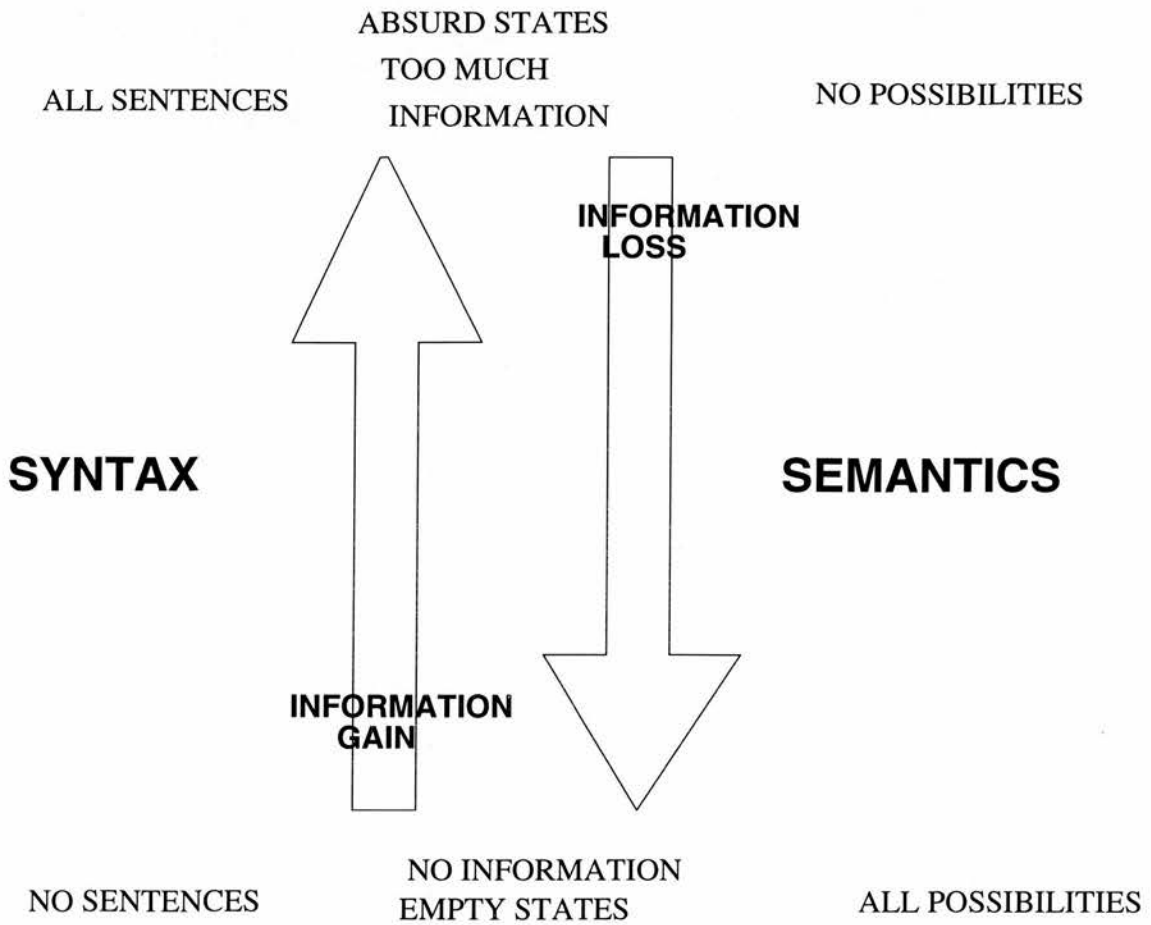 ABSURD STATES
TOO MUCH
INFORMATION
ALL SENTENCES
NO POSSIBILITIES
INFORMATION
LOSS
SYNTAX
SEMANTICS
INFORMATION
GAIN
NO INFORMATION
EMPTY STATES
NO SENTENCES
ALL POSSIBILITIES